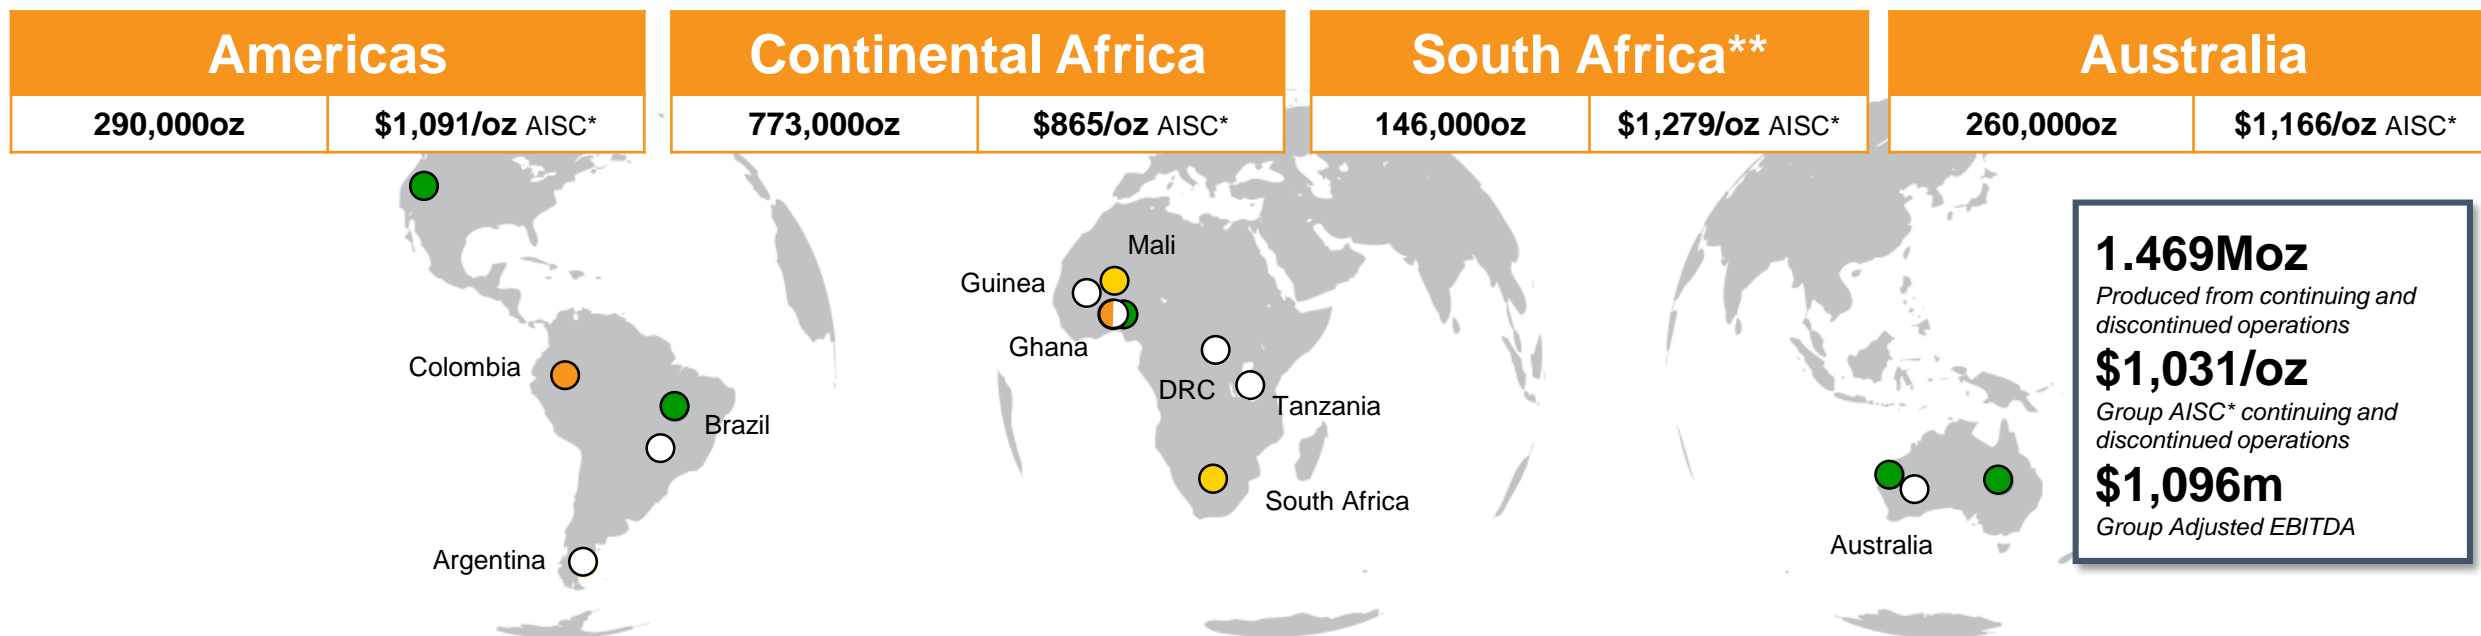 Americas
290,000oz
$1,091/oz AISC*
Continental Africa
773,000oz
$865/oz AISC*
South Africa**
146,000oz
$1,279/oz AISC*
Australia
260,000oz
$1,166/oz AISC*
Colombia
Brazil
Argentina
Mali
Guinea
Ghana
DRC
Tanzania
South Africa
Australia
1.469Moz
Produced from continuing and
discontinued operations
$1,031/oz
Group AISC* continuing and
discontinued operations
$1,096m
Group Adjusted EBITDA